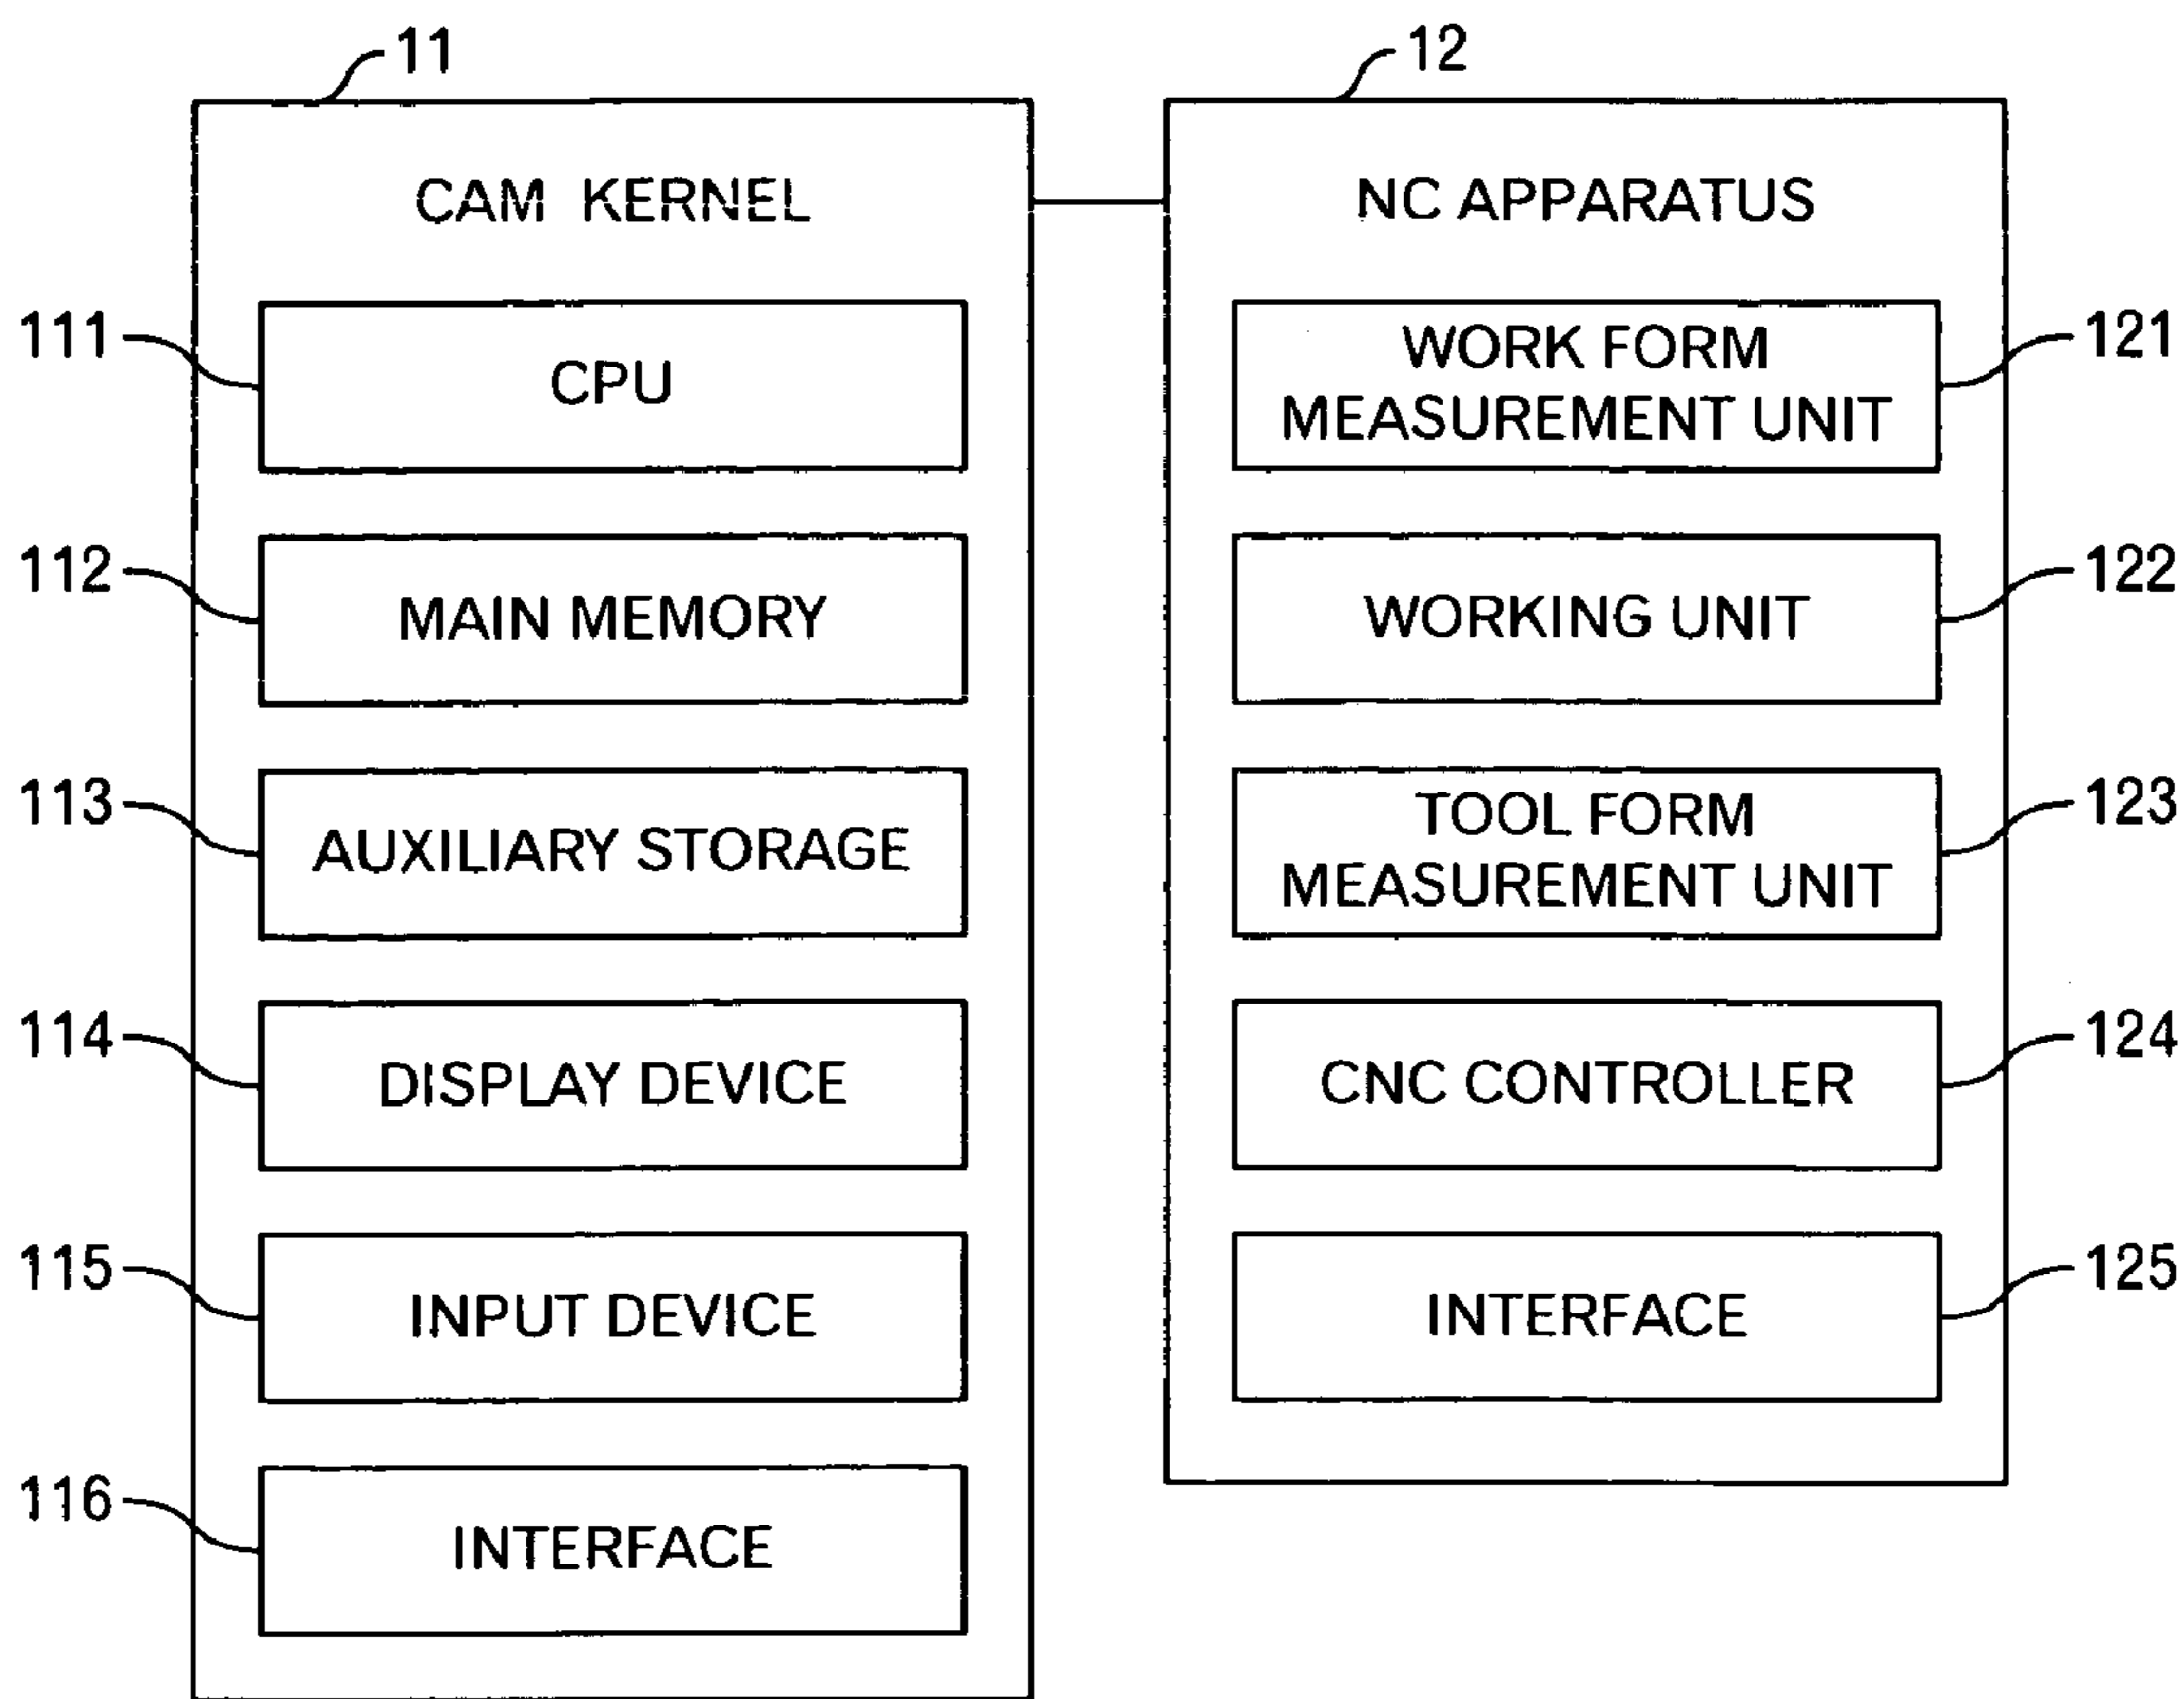 11
CAM KERNEL
111
CPU
112
MAIN MEMORY
113
AUXILIARY STORAGE
114
DISPLAY DEVICE
115
INPUT DEVICE
116
INTERFACE
12
NC APPARATUS
WORK FORM
MEASUREMENT UNIT
121
WORKING UNIT
122
TOOL FORM
MEASUREMENT UNIT
123
CNC CONTROLLER
124
INTERFACE
125